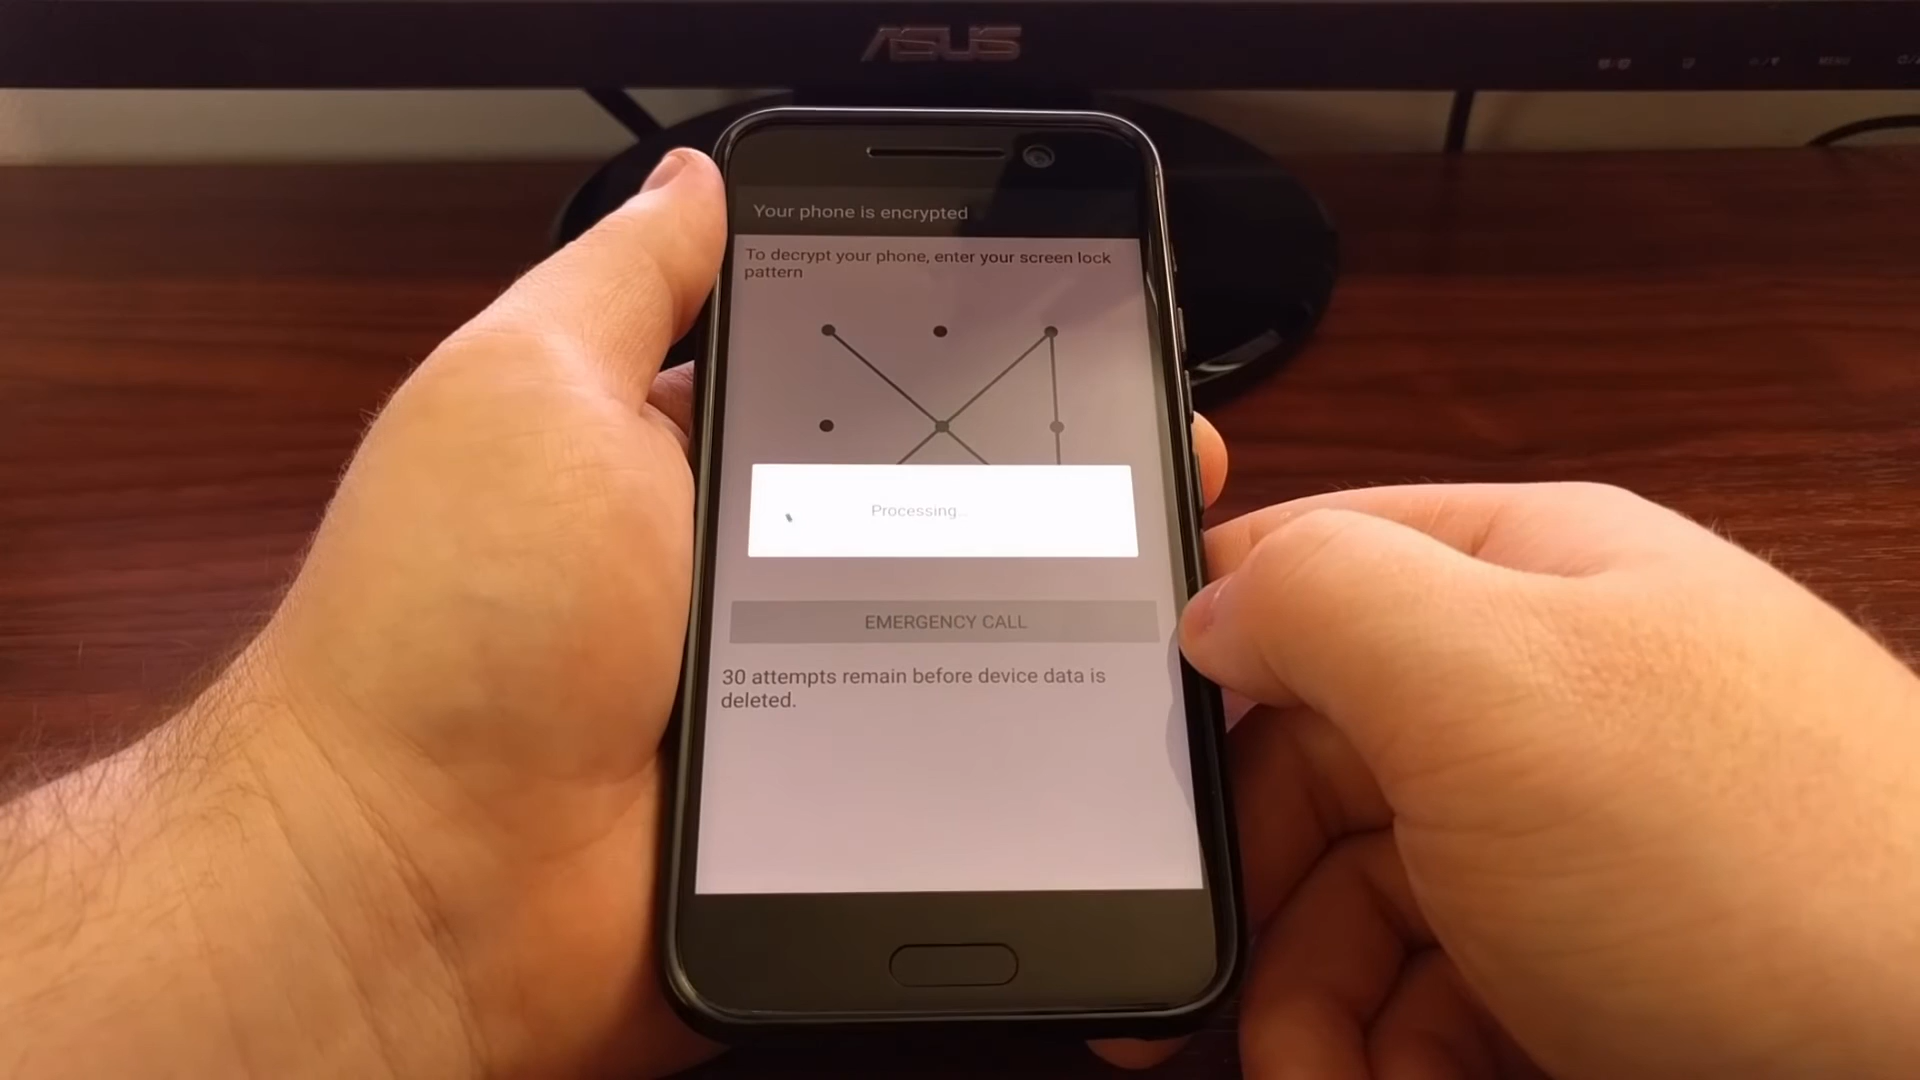 ASUS
MENU
Your phone is encrypted
To decrypt your phone, enter your screen lock
pattern
Processing...
EMERGENCY CALL
30 attempts remain before device data is
deleted.